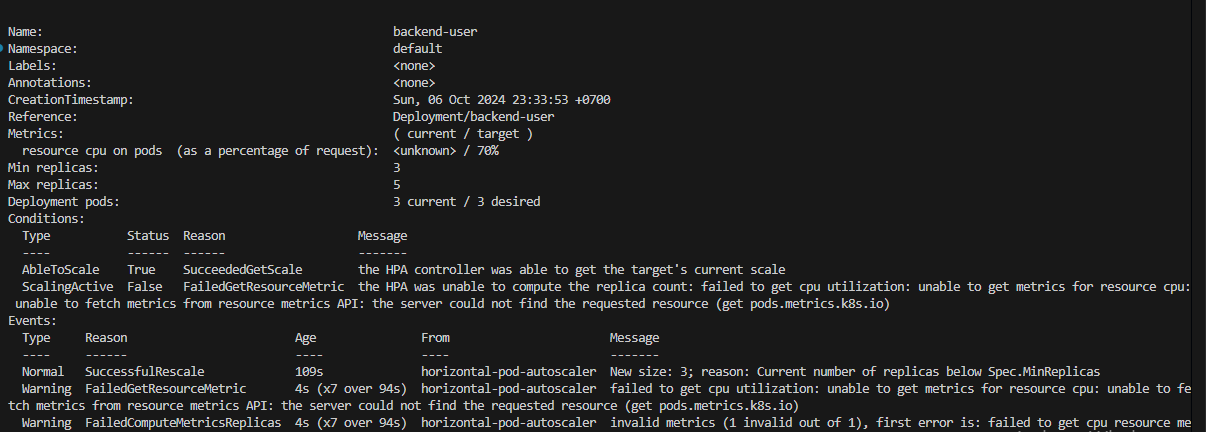 Name: backend-user
Namespace: default
Labels: <none>
Annotations: <none>
CreationTimestamp: Sun, 06 Oct 2024 23:33:53 +0700
Reference: Deployment/backend-user
Metrics: ( current / target )
resource cpu on pods (as a percentage of request): <unknown> / 70%
Min replicas: 3
Max replicas: 5
Deployment pods: 3 current / 3 desired
Conditions:
Type Status Reason Message
---- ------ ------ -------
AbleToScale True SucceededGetScale the HPA controller was able to get the target's current scale
ScalingActive False FailedGetResourceMetric the HPA was unable to compute the replica count: failed to get cpu utilization: unable to get metrics for resource cpu:
unable to fetch metrics from resource metrics API: the server could not find the requested resource (get pods.metrics.k8s.io)
Events:
Type Reason Age From Message
---- ------ ---- ---- -------
Normal SuccessfulRescale 109s horizontal-pod-autoscaler New size: 3; reason: Current number of replicas below Spec.MinReplicas
Warning FailedGetResourceMetric 4s (x7 over 94s) horizontal-pod-autoscaler failed to get cpu utilization: unable to get metrics for resource cpu: unable to fe
tch metrics from resource metrics API: the server could not find the requested resource (get pods.metrics.k8s.io)
Warning FailedComputeMetricsReplicas 4s (x7 over 94s) horizontal-pod-autoscaler invalid metrics (1 invalid out of 1), first error is: failed to get cpu resource me